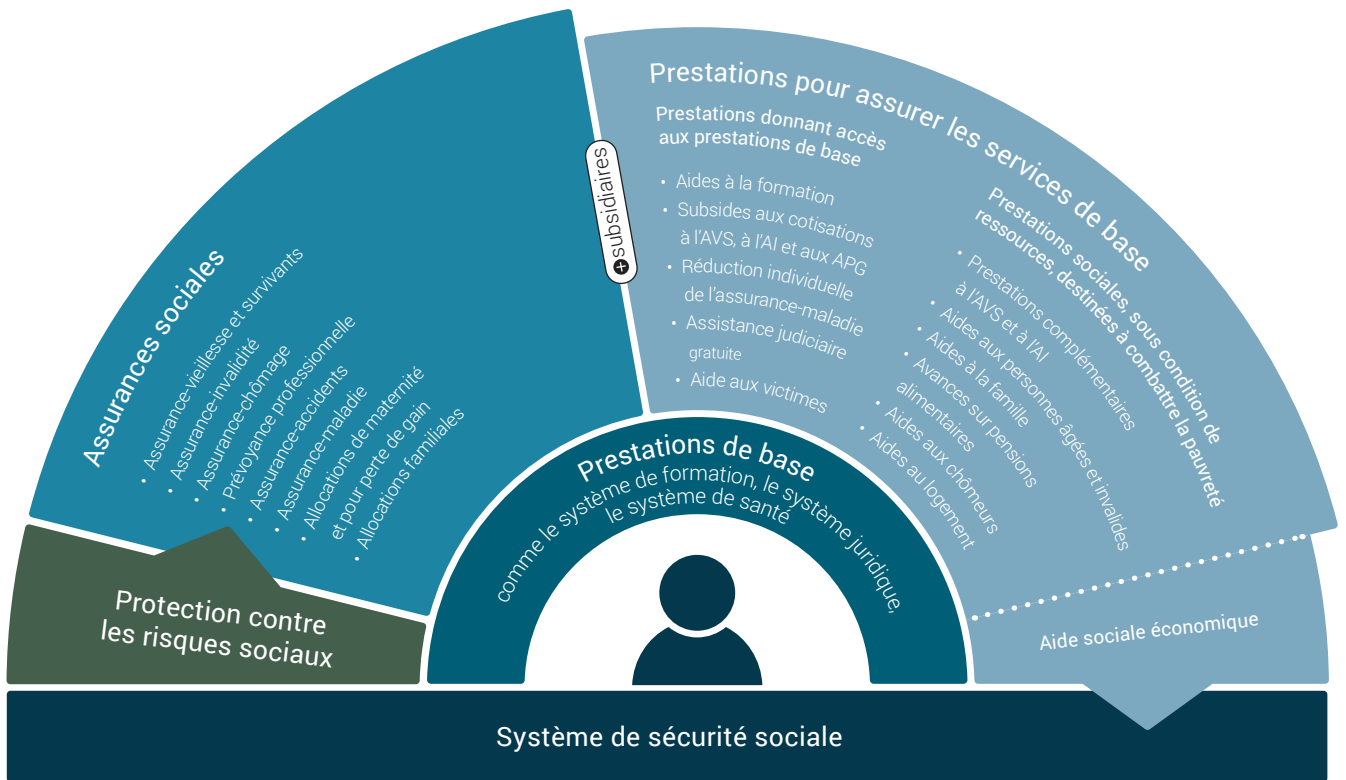 Assurances sociales
• Assurance-vieillesse et survivants
• Assurance-invalidité
• Assurance-chômage
• Prévoyance professionnelle
• Assurance-accidents
• Assurance-maladie
• Allocations de maternité
et pour perte de gain
• Allocations familiales
Protection contre
les risques sociaux
+subsidiaires
Prestations pour assurer les services de base
Prestations donnant accès
aux prestations de base
• Aides à la formation
• Subsides aux cotisations
à l'AVS, à l'AI et aux APG
• Réduction individuelle
de l'assurance-maladie
• Assistance judiciaire
gratuite
• Aide aux victimes
Prestations sociales, sous condition de
ressources, destinées à combattre la pauvreté
• Prestations complémentaires
à l'AVS et à l'AI
• Aides aux personnes âgées et invalides
• Aides à la famille
• Avances sur pensions
alimentaires
• Aides aux chômeurs
• Aides au logement
Aide sociale économique
Prestations de base
comme le système de formation, le système juridique,
le système de santé
Système de sécurité sociale